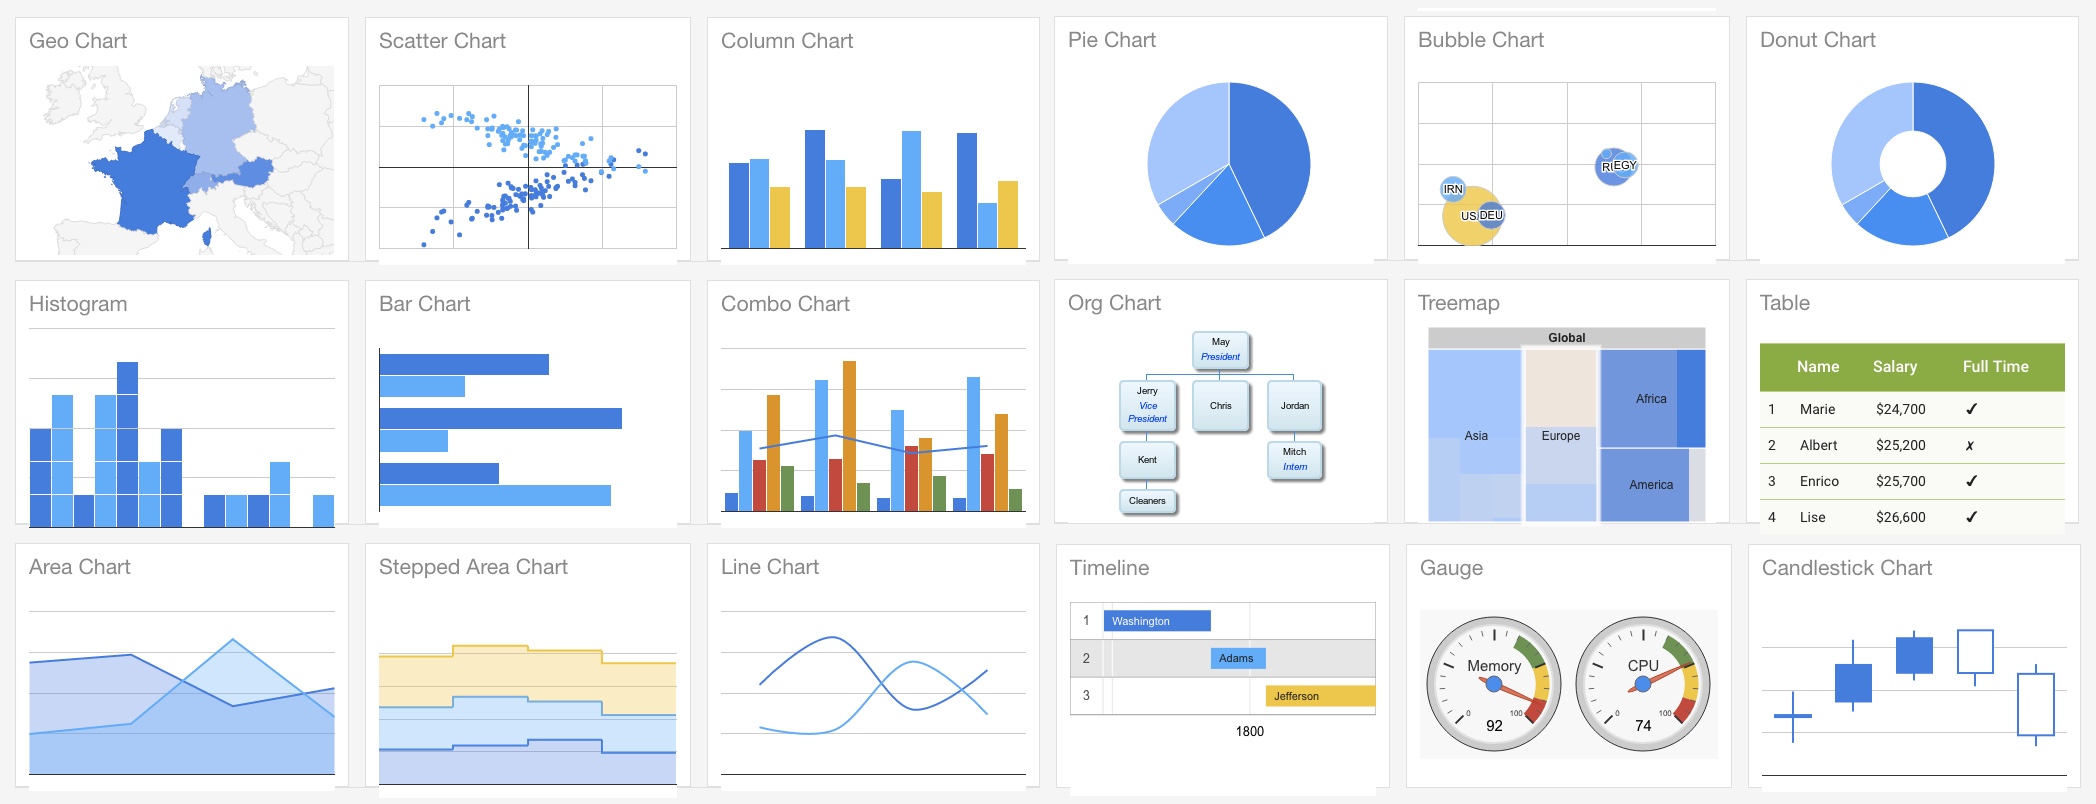 Geo Chart
Scatter Chart
Column Chart
Pie Chart
Bubble Chart
IRN
US
DEU
EGY
Donut Chart
Histogram
Bar Chart
Combo Chart
Org Chart
May
President
Jerry
Vice
President
Chris
Jordan
Kent
Mitch
Intern
Cleaners
Treemap
Global
Asia
Europe
Africa
America
Table
Name Salary Full Time
1 Marie $24,700 ✓
2 Albert $25,200 ✗
3 Enrico $25,700 ✓
4 Lise $26,600 ✓
Area Chart
Stepped Area Chart
Line Chart
Timeline
1 Washington
2 Adams
3 Jefferson
1800
Gauge
Memory
0 100
92
CPU
0 100
74
Candlestick Chart